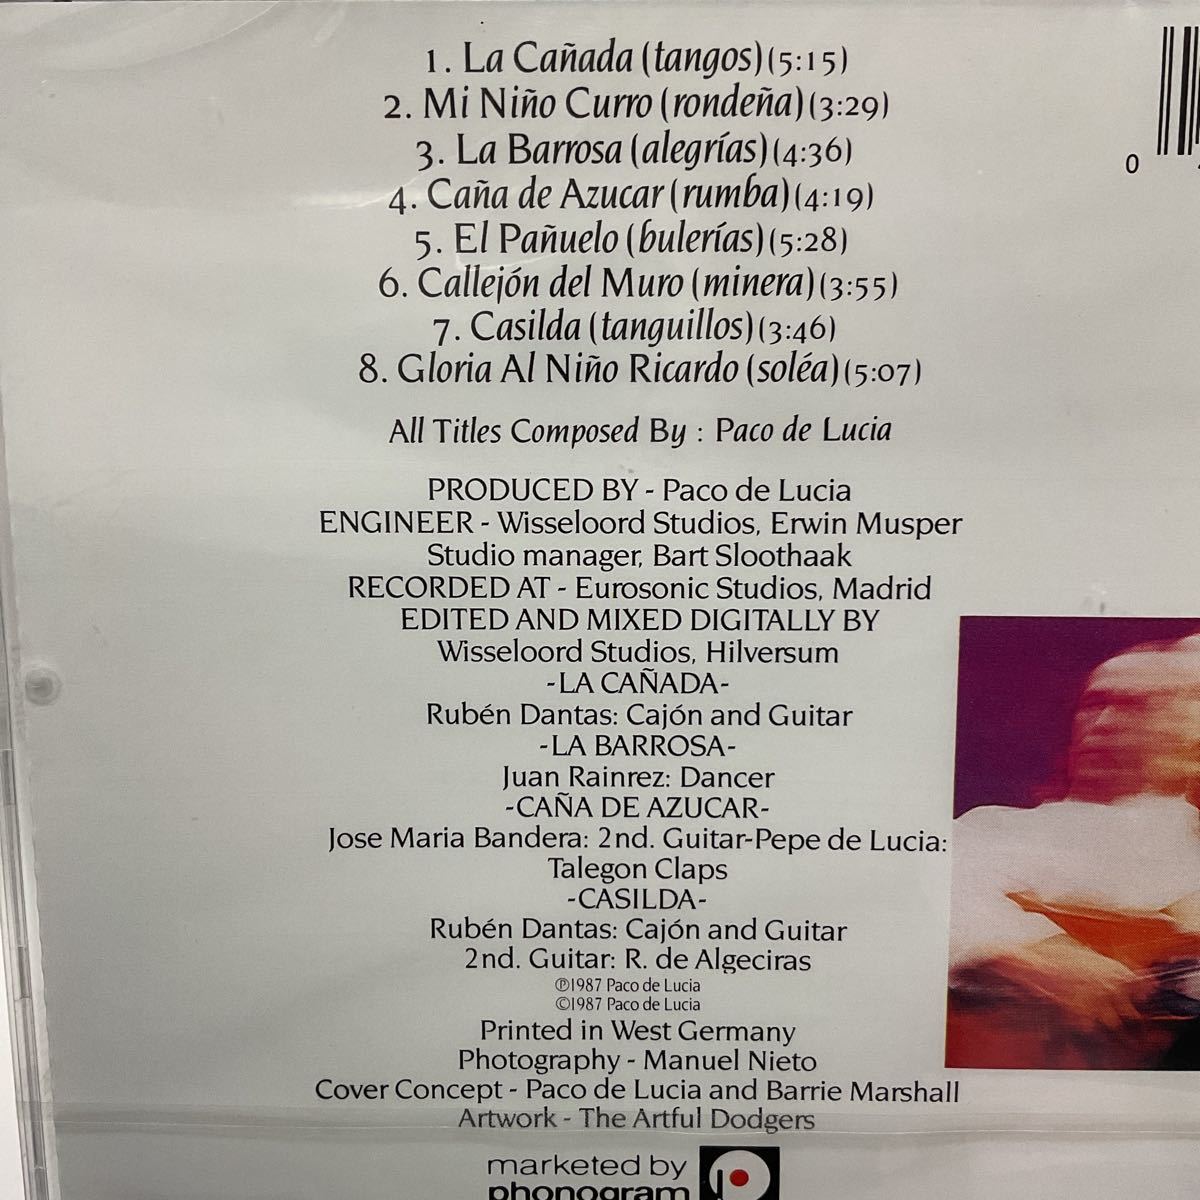 1. La Cañada (tangos) (5:15)
2. Mi Niño Curro (rondeña) (3:29)
3. La Barrosa (alegrías) (4:36)
4. Caña de Azucar (rumba) (4:19)
5. El Pañuelo (bulerías) (5:28)
6. Callejón del Muro (minera) (3:55)
7. Casilda (tanguillos) (3:46)
8. Gloria Al Niño Ricardo (soléa) (5:07)
0
All Titles Composed By : Paco de Lucia
PRODUCED BY - Paco de Lucia
ENGINEER - Wisseloord Studios, Erwin Musper
Studio manager, Bart Sloothaak
RECORDED AT - Eurosonic Studios, Madrid
EDITED AND MIXED DIGITALLY BY
Wisseloord Studios, Hilversum
-LA CAÑADA-
Rubén Dantas: Cajón and Guitar
-LA BARROSA-
Juan Rainrez: Dancer
-CAÑA DE AZUCAR-
Jose Maria Bandera: 2nd. Guitar-Pepe de Lucia:
Talegon Claps
-CASILDA-
Rubén Dantas: Cajón and Guitar
2nd. Guitar: R. de Algeciras
℗1987 Paco de Lucia
©1987 Paco de Lucia
Printed in West Germany
Photography - Manuel Nieto
Cover Concept - Paco de Lucia and Barrie Marshall
Artwork - The Artful Dodgers
marketed by
phonogram